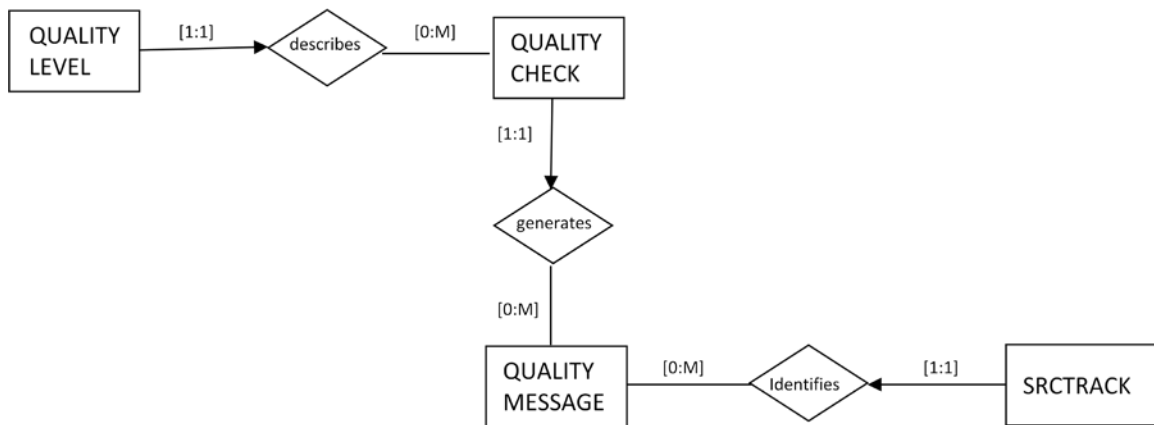 QUALITY
LEVEL
[1:1]
describes
[0:M]
QUALITY
CHECK
[1:1]
generates
[0:M]
QUALITY
MESSAGE
[0:M]
Identifies
[1:1]
SRCTRACK